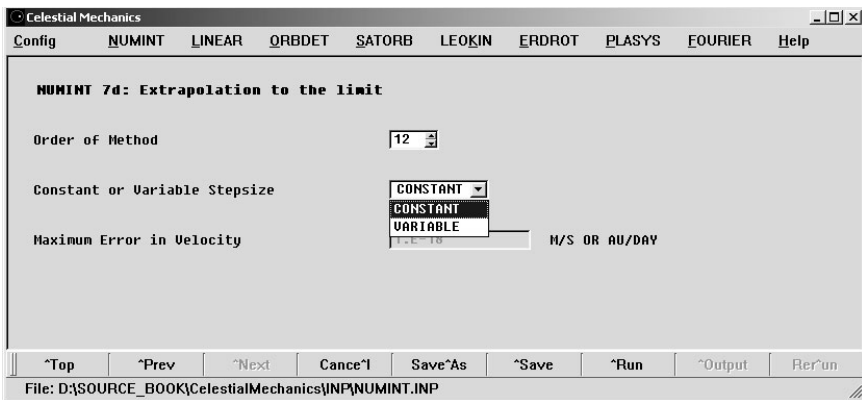 Celestial Mechanics
Config NUMINT LINEAR ORBDET SATORB LEOKIN ERDROT PLASYS FOURIER Help
NUMINT 7d: Extrapolation to the limit
Order of Method 12
Constant or Variable Stepsize CONSTANT
CONSTANT
VARIABLE
Maximum Error in Velocity M/S OR AU/DAY
^Top ^Prev ^Next Cance^l Save^As ^Save ^Run ^Output Rer^un
File: D:\SOURCE_BOOK\CelestialMechanics\INP\NUMINT.INP